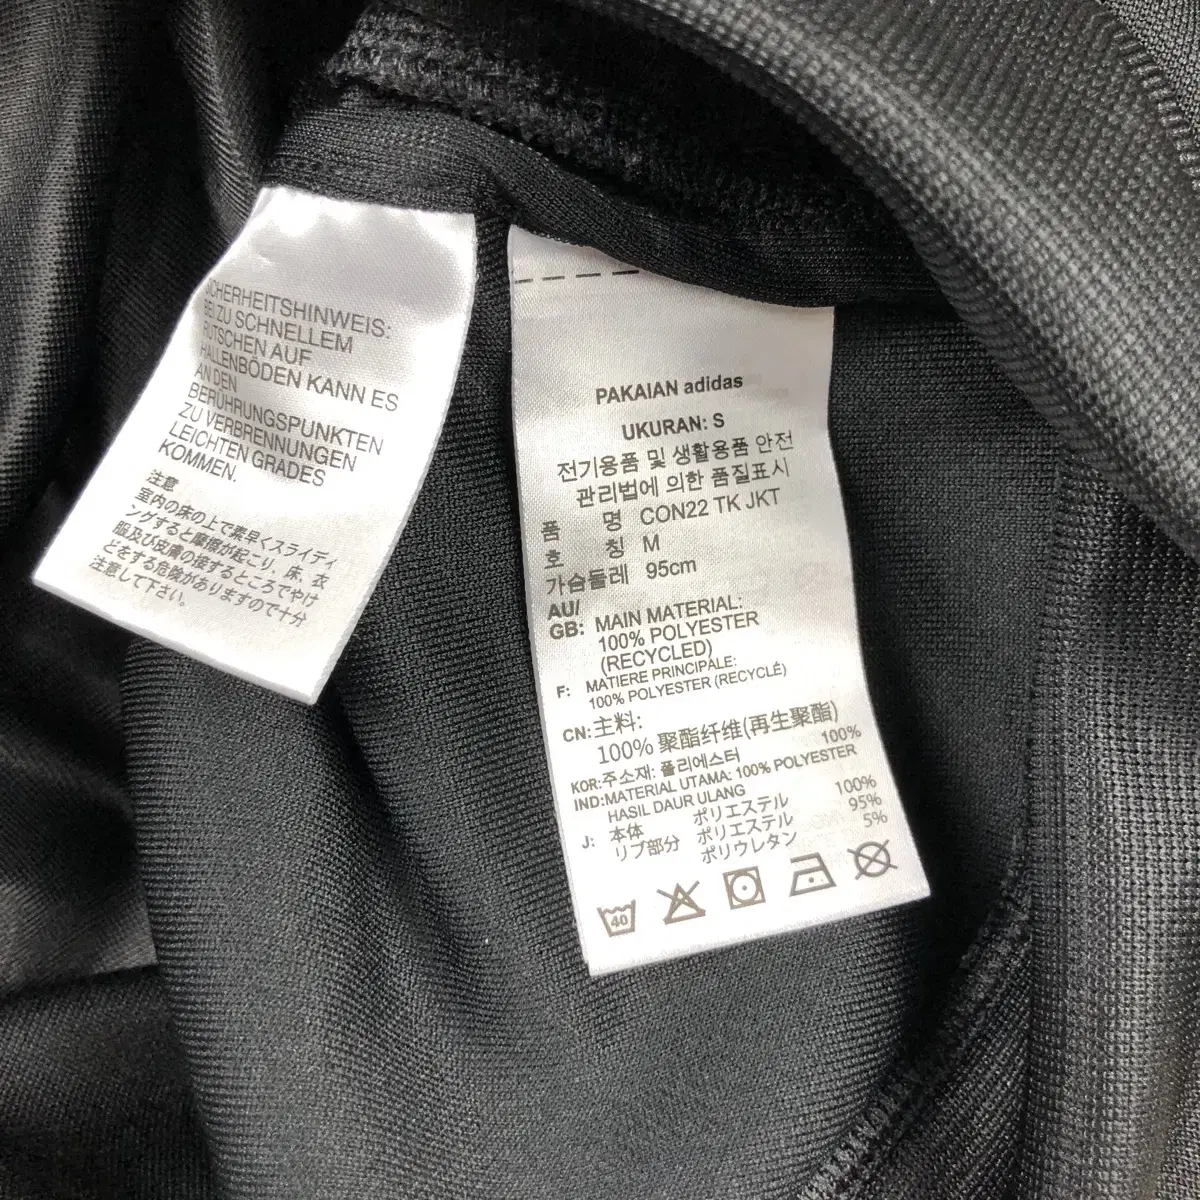 SICHERHEITSHINWEIS:
BEI ZU SCHNELLEM
RUTSCHEN AUF
HALLENBÖDEN KANN ES
AN DEN
BERÜHRUNGSPUNKTEN
ZU VERBRENNUNGEN
LEICHTEN GRADES
KOMMEN.
注意
室内の床の上で素早くスライディ
ングすると摩擦が起こり、床、衣
服及び皮膚の接するところでやけ
どをする危険がありますので十分
注意して下さい。
PAKAIAN adidas
UKURAN: S
전기용품 및 생활용품 안전
관리법에 의한 품질표시
품 명 CON22 TK JKT
호 칭 M
가슴둘레 95cm
AU/
GB: MAIN MATERIAL:
100% POLYESTER
(RECYCLED)
F: MATIERE PRINCIPALE:
100% POLYESTER (RECYCLÉ)
CN: 主料:
100% 聚酯纤维(再生聚酯)
KOR: 주소재: 폴리에스터 100%
IND: MATERIAL UTAMA: 100% POLYESTER
HASIL DAUR ULANG
J: 本体 ポリエステル 100%
リブ部分 ポリエステル 95%
ポリウレタン 5%
40